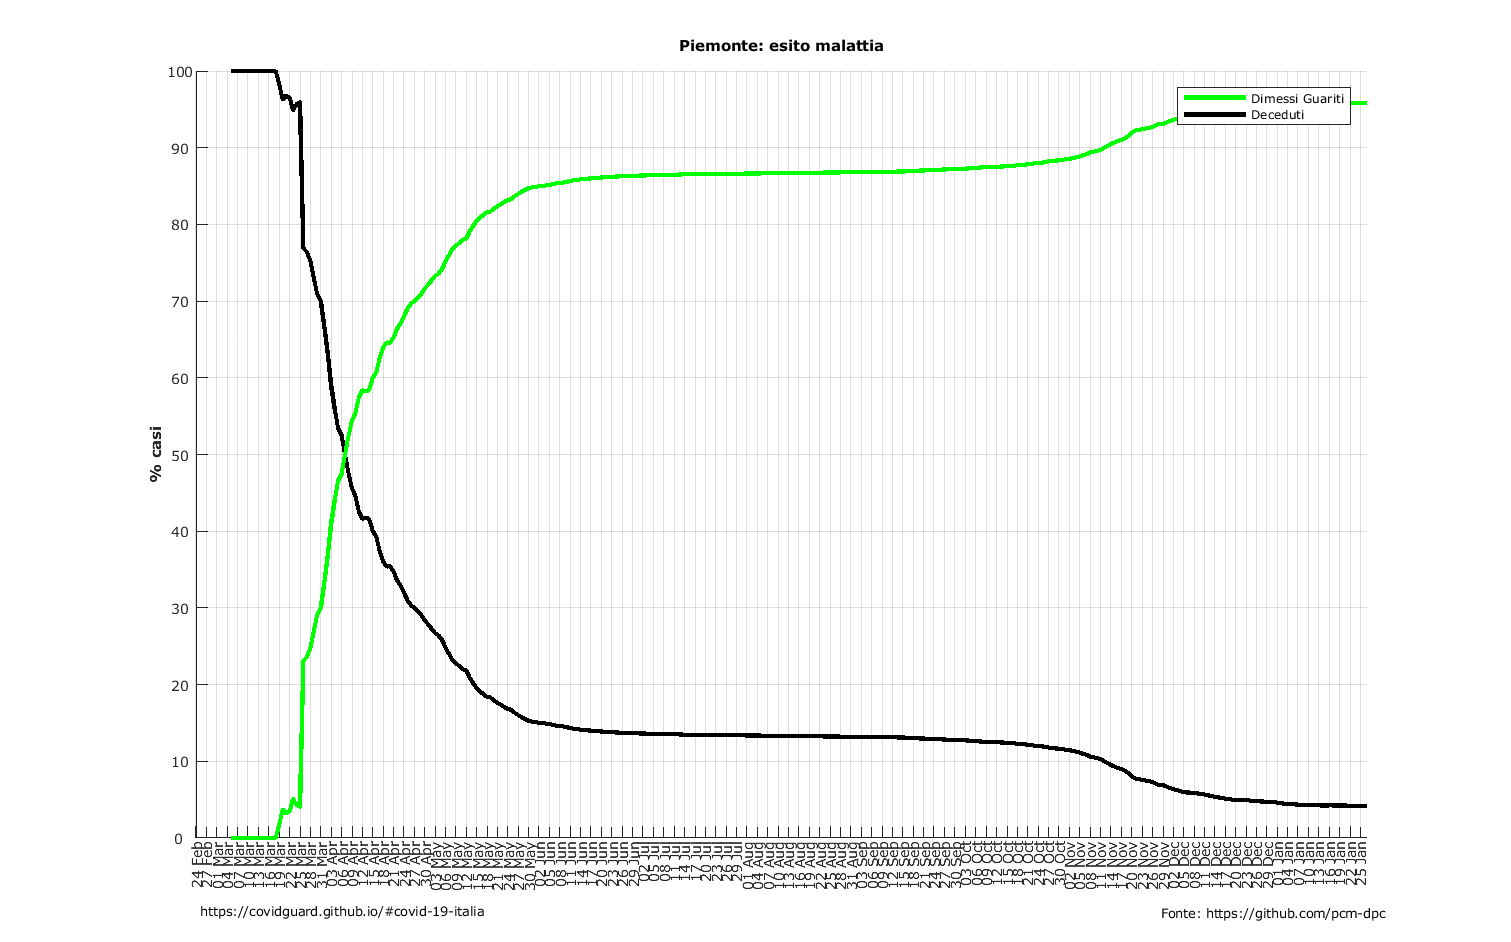 Piemonte: esito malattia
% casi
100
90
80
70
60
50
40
30
20
10
0
Dimessi Guariti
Deceduti
24 Feb
27 Feb
01 Mar
04 Mar
07 Mar
10 Mar
13 Mar
16 Mar
19 Mar
22 Mar
25 Mar
28 Mar
31 Mar
03 Apr
06 Apr
09 Apr
12 Apr
15 Apr
18 Apr
21 Apr
24 Apr
27 Apr
30 Apr
03 May
06 May
09 May
12 May
15 May
18 May
21 May
24 May
27 May
30 May
02 Jun
05 Jun
08 Jun
11 Jun
14 Jun
17 Jun
20 Jun
23 Jun
26 Jun
29 Jun
02 Jul
05 Jul
08 Jul
11 Jul
14 Jul
17 Jul
20 Jul
23 Jul
26 Jul
29 Jul
01 Aug
04 Aug
07 Aug
10 Aug
13 Aug
16 Aug
19 Aug
22 Aug
25 Aug
28 Aug
31 Aug
03 Sep
06 Sep
09 Sep
12 Sep
15 Sep
18 Sep
21 Sep
24 Sep
27 Sep
30 Sep
03 Oct
06 Oct
09 Oct
12 Oct
15 Oct
18 Oct
21 Oct
24 Oct
27 Oct
30 Oct
02 Nov
05 Nov
08 Nov
11 Nov
14 Nov
17 Nov
20 Nov
23 Nov
26 Nov
29 Nov
02 Dec
05 Dec
08 Dec
11 Dec
14 Dec
17 Dec
20 Dec
23 Dec
26 Dec
29 Dec
01 Jan
04 Jan
07 Jan
10 Jan
13 Jan
16 Jan
19 Jan
22 Jan
25 Jan
https://covidguard.github.io/#covid-19-italia
Fonte: https://github.com/pcm-dpc